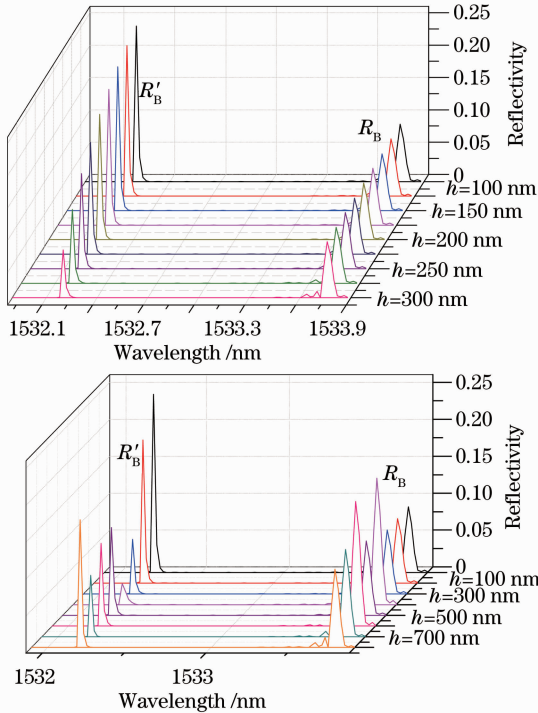 0.25
0.20
R′B
0.15
Reflectivity
0.10
RB
0.05
0
h=100 nm
h=150 nm
h=200 nm
h=250 nm
h=300 nm
1532.1 1532.7 1533.3 1533.9
Wavelength /nm
0.25
0.20
R′B
0.15
Reflectivity
RB
0.10
0.05
0
h=100 nm
h=300 nm
h=500 nm
h=700 nm
1532 1533
Wavelength /nm